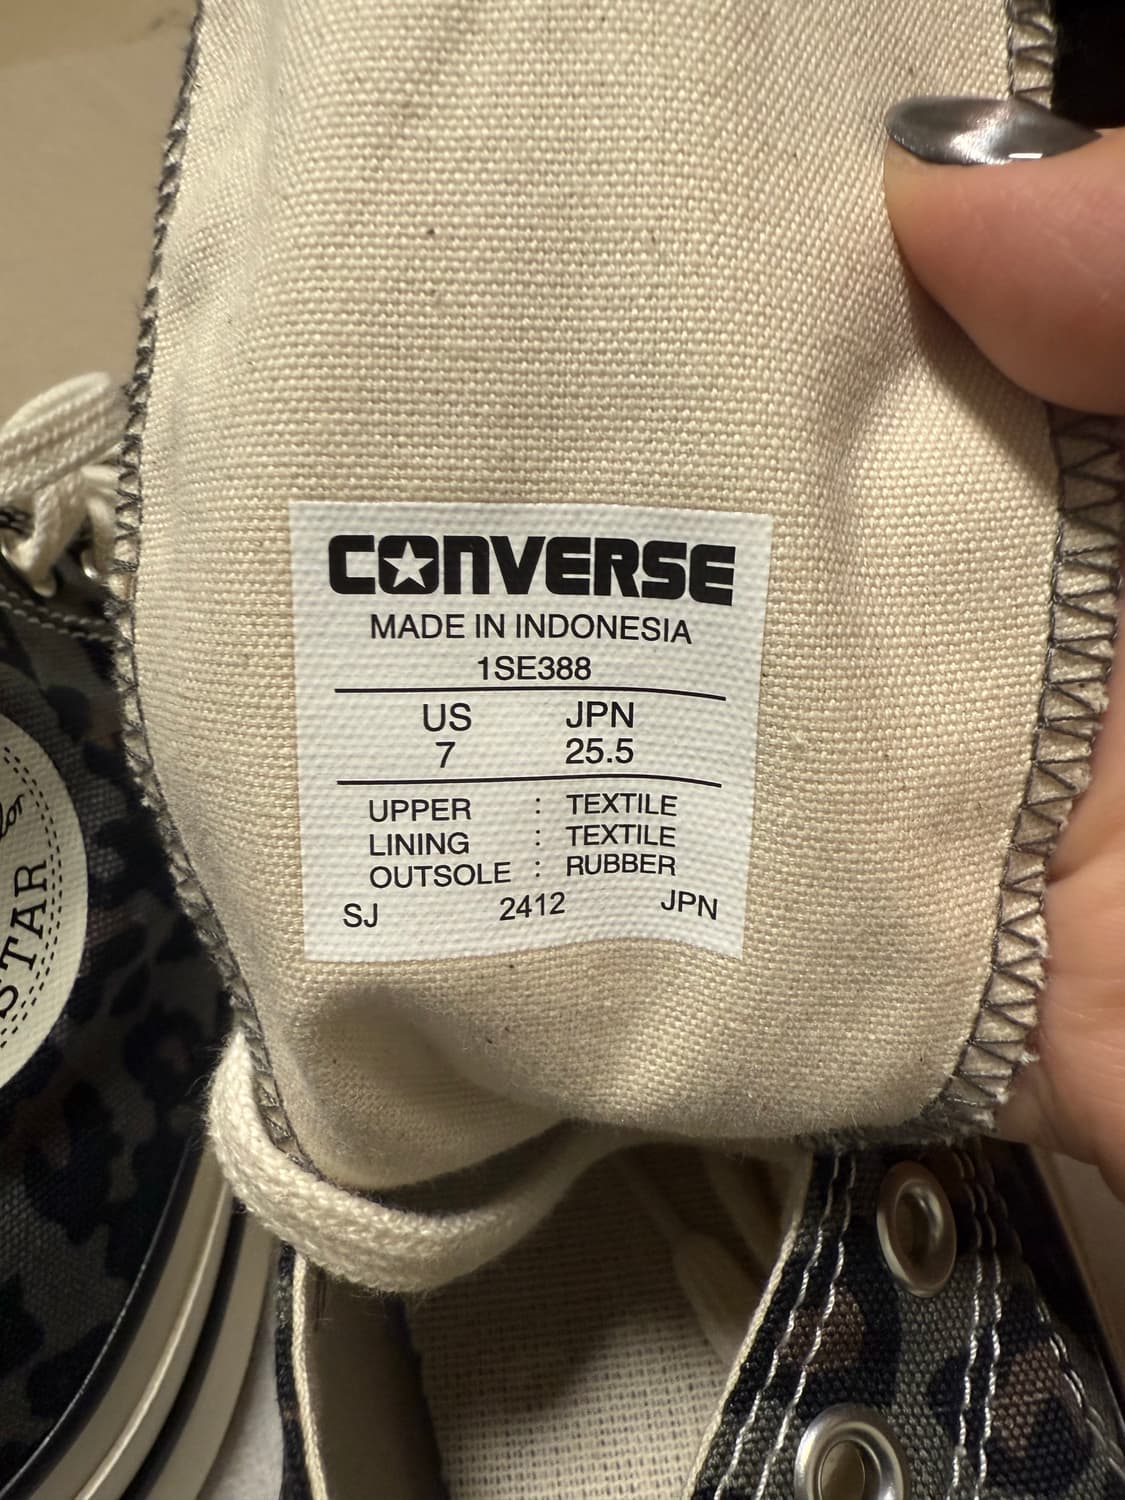 CONVERSE
MADE IN INDONESIA
1SE388
US JPN
7 25.5
UPPER : TEXTILE
LINING : TEXTILE
OUTSOLE : RUBBER
SJ 2412 JPN
STAR